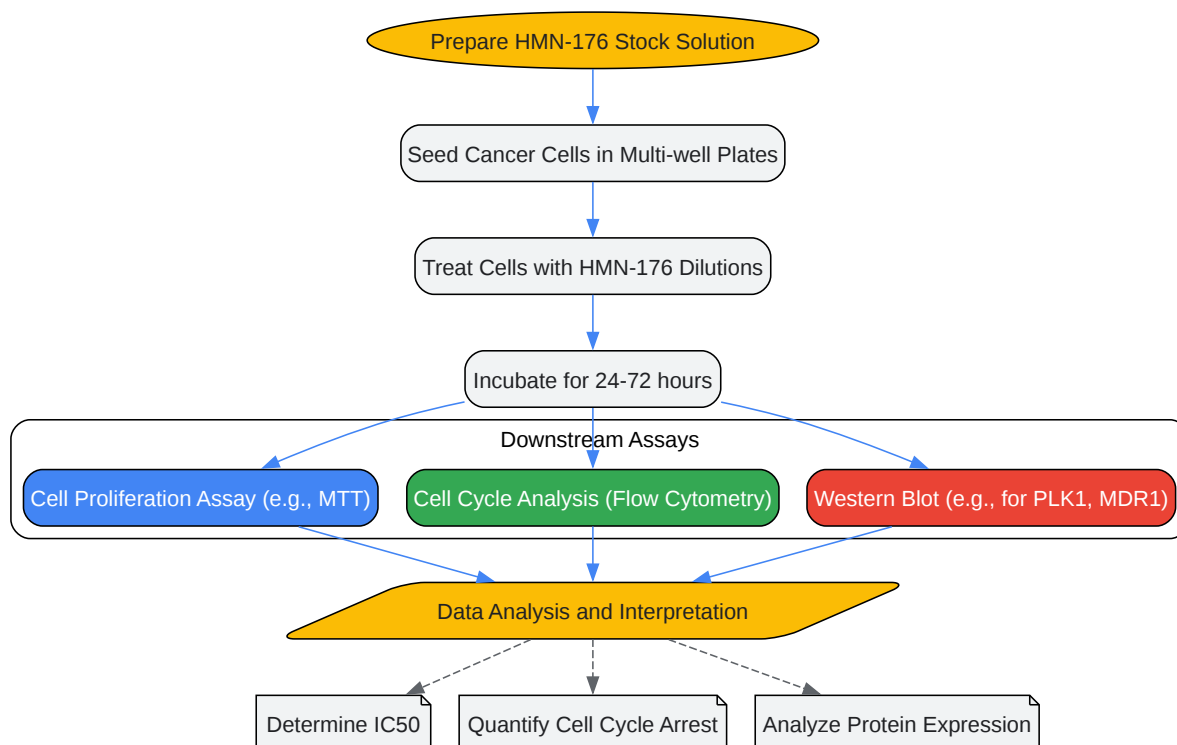 Prepare HMN-176 Stock Solution
Seed Cancer Cells in Multi-well Plates
Treat Cells with HMN-176 Dilutions
Incubate for 24-72 hours
Downstream Assays
Cell Proliferation Assay (e.g., MTT)
Cell Cycle Analysis (Flow Cytometry)
Western Blot (e.g., for PLK1, MDR1)
Data Analysis and Interpretation
Determine IC50
Quantify Cell Cycle Arrest
Analyze Protein Expression